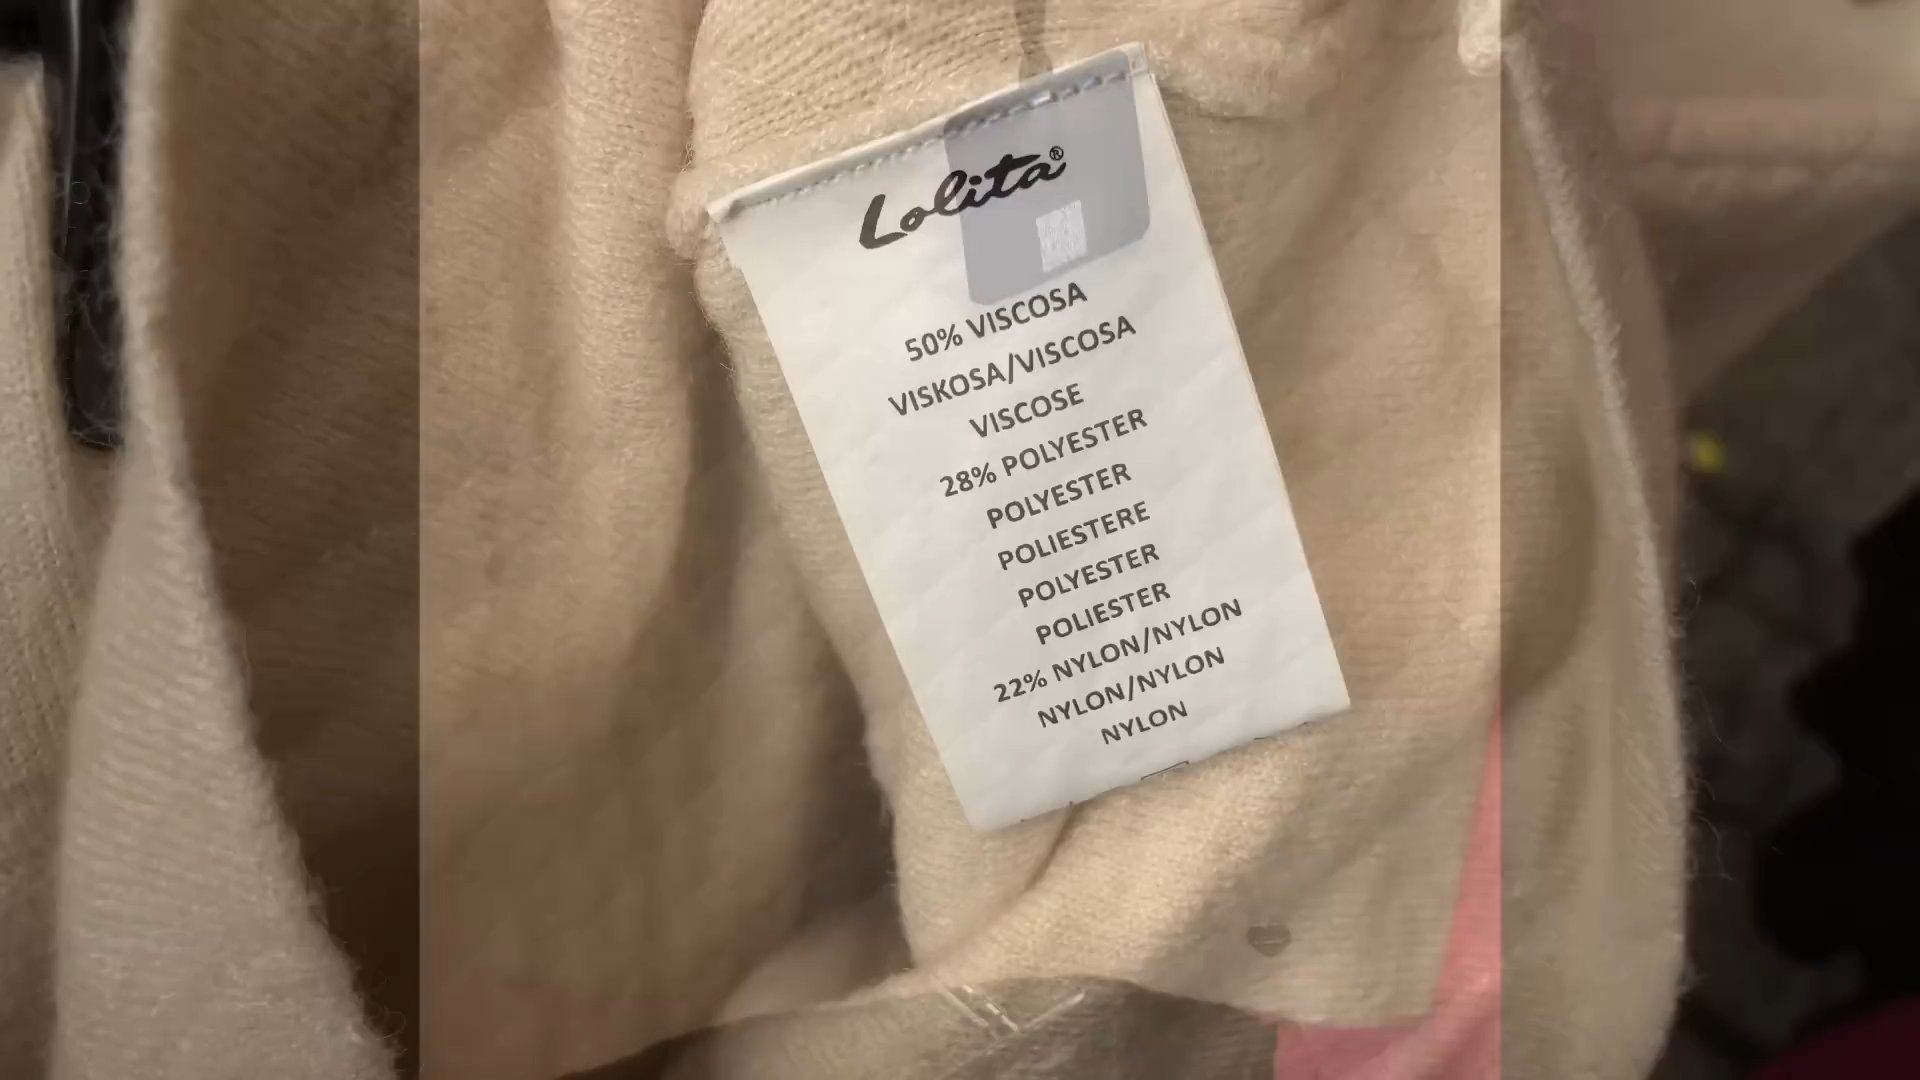 Lolita®
50% VISCOSA
VISKOSA/VISCOSA
VISCOSE
28% POLYESTER
POLYESTER
POLIESTERE
POLYESTER
POLIESTER
22% NYLON/NYLON
NYLON/NYLON
NYLON